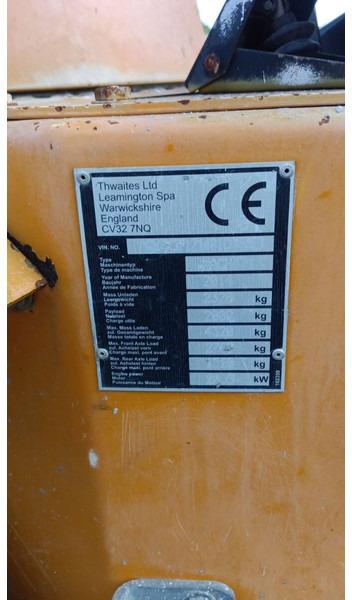 Thwaites Ltd
Leamington Spa
Warwickshire
England
CV32 7NQ
CE
VIN. NO.
Type
Maschinentyp
Type de machine
Year of Manufacture
Baujahr
Année de Fabrication
Mass Unladen
Leergewicht
Poids à vide
kg
Payload
Nutzlast
Charge utile
kg
Max. Mass Laden
zul. Gesamtgewicht
Masse totale en charge
kg
Max. Front Axle Load
zul. Achslast vorn
Charge maxi. pont avant
kg
Max. Rear Axle Load
zul. Achslast hinten
Charge maxi. pont arrière
kg
Engine power
Motor
Puissance du Moteur
kW